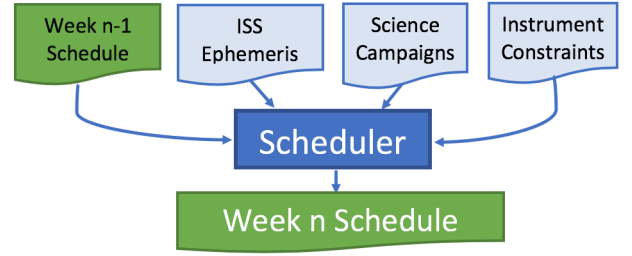 Week n-1
Schedule
ISS
Ephemeris
Science
Campaigns
Instrument
Constraints
Scheduler
Week n Schedule